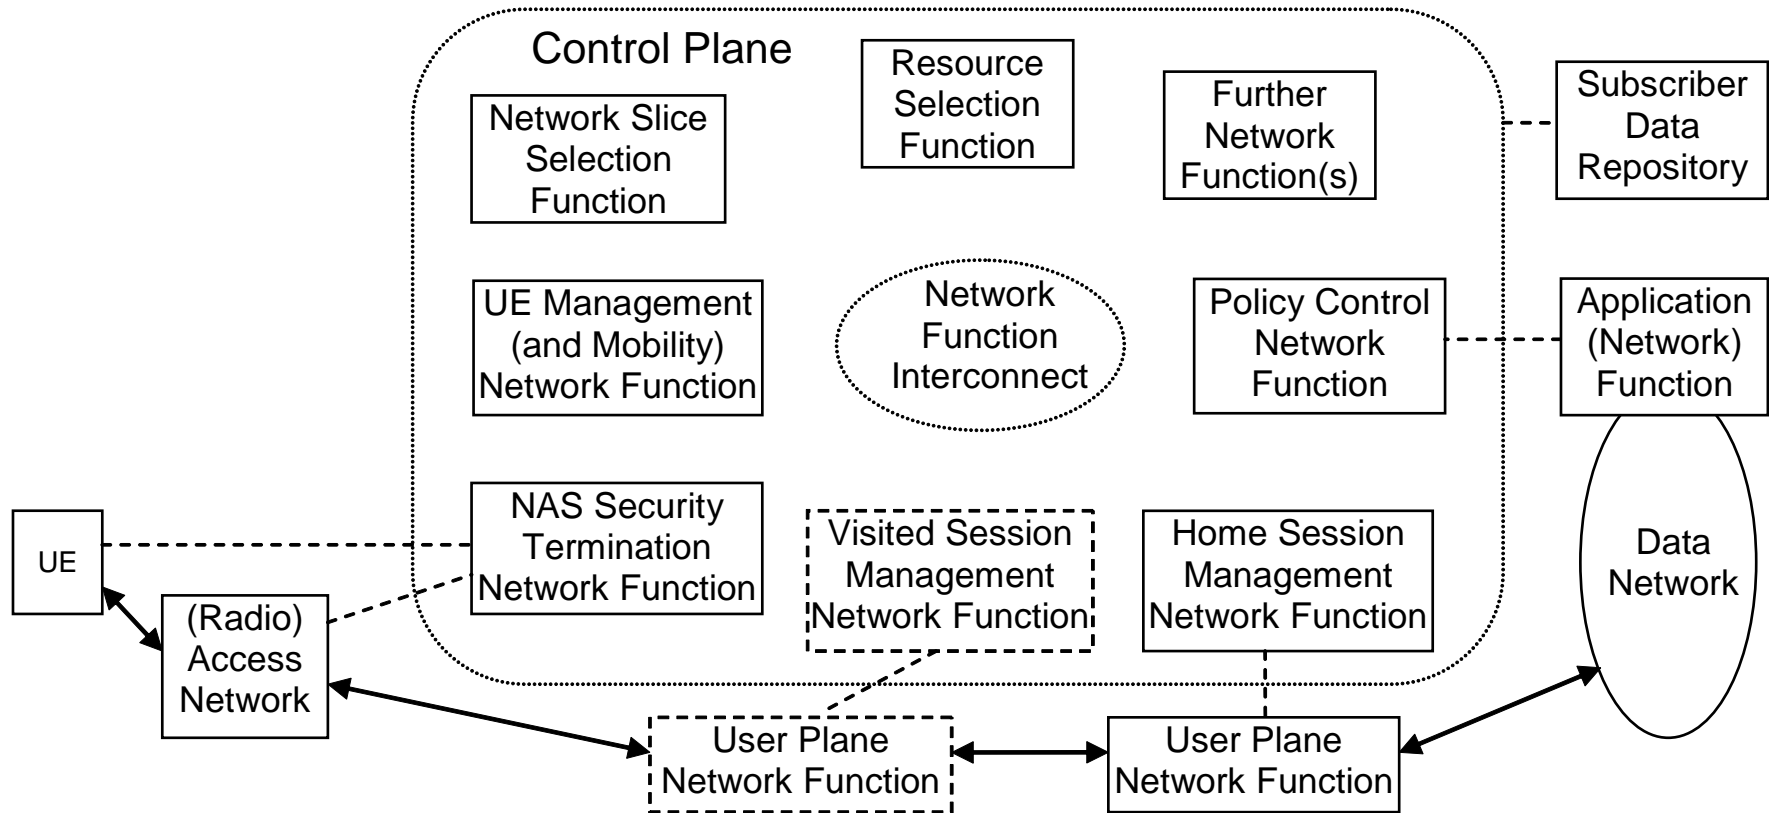 Control Plane
Network Slice
Selection
Function
Resource
Selection
Function
Further
Network
Function(s)
Subscriber
Data
Repository
UE Management
(and Mobility)
Network Function
Network
Function
Interconnect
Policy Control
Network
Function
Application
(Network)
Function
UE
(Radio)
Access
Network
NAS Security
Termination
Network Function
Visited Session
Management
Network Function
Home Session
Management
Network Function
Data
Network
User Plane
Network Function
User Plane
Network Function